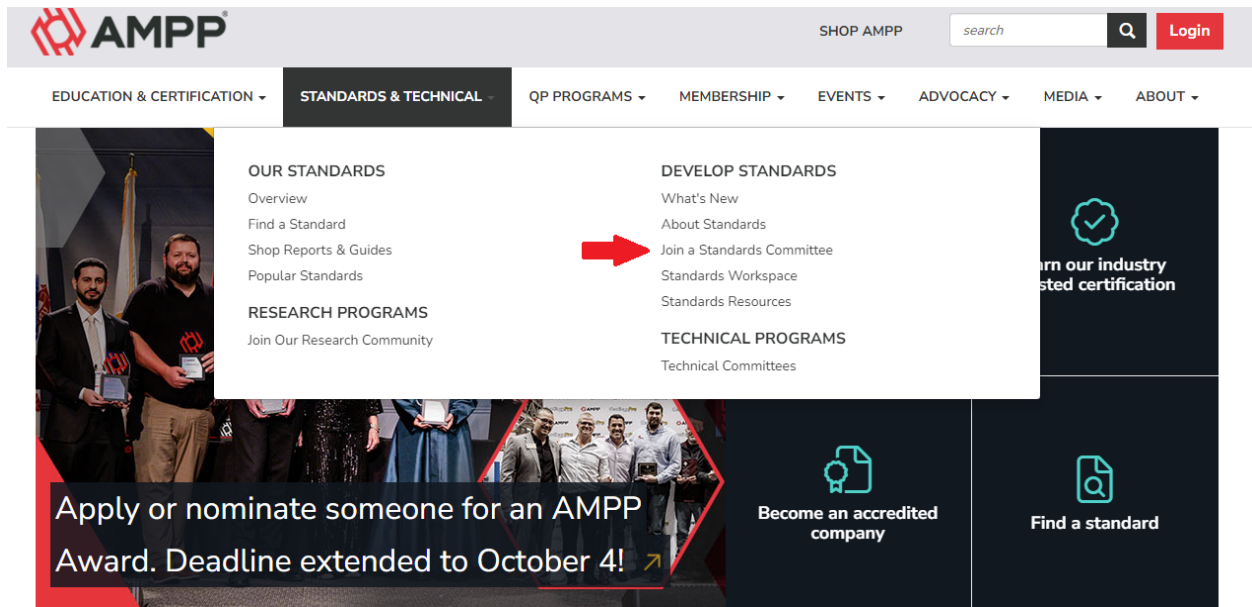 AMPP®
SHOP AMPP
search
Login
EDUCATION & CERTIFICATION
STANDARDS & TECHNICAL
QP PROGRAMS
MEMBERSHIP
EVENTS
ADVOCACY
MEDIA
ABOUT
OUR STANDARDS
Overview
Find a Standard
Shop Reports & Guides
Popular Standards
RESEARCH PROGRAMS
Join Our Research Community
DEVELOP STANDARDS
What's New
About Standards
Join a Standards Committee
Standards Workspace
Standards Resources
TECHNICAL PROGRAMS
Technical Committees
rn our industry
sted certification
Apply or nominate someone for an AMPP
Award. Deadline extended to October 4!
Become an accredited
company
Find a standard